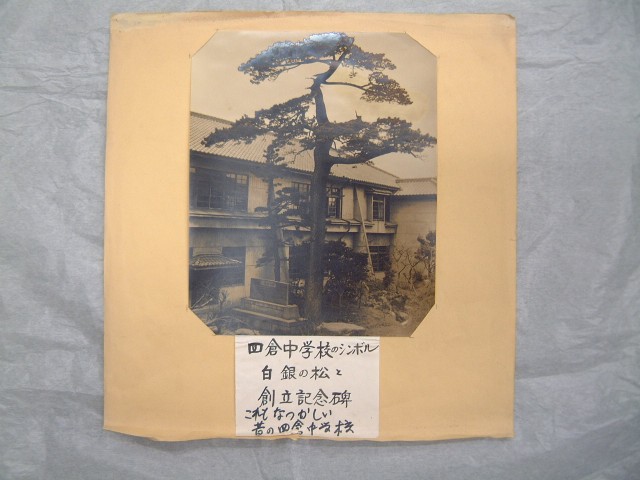 四倉中学校のシンボル
白銀の松と
創立記念碑
これもなつかしい
昔の四倉中学校